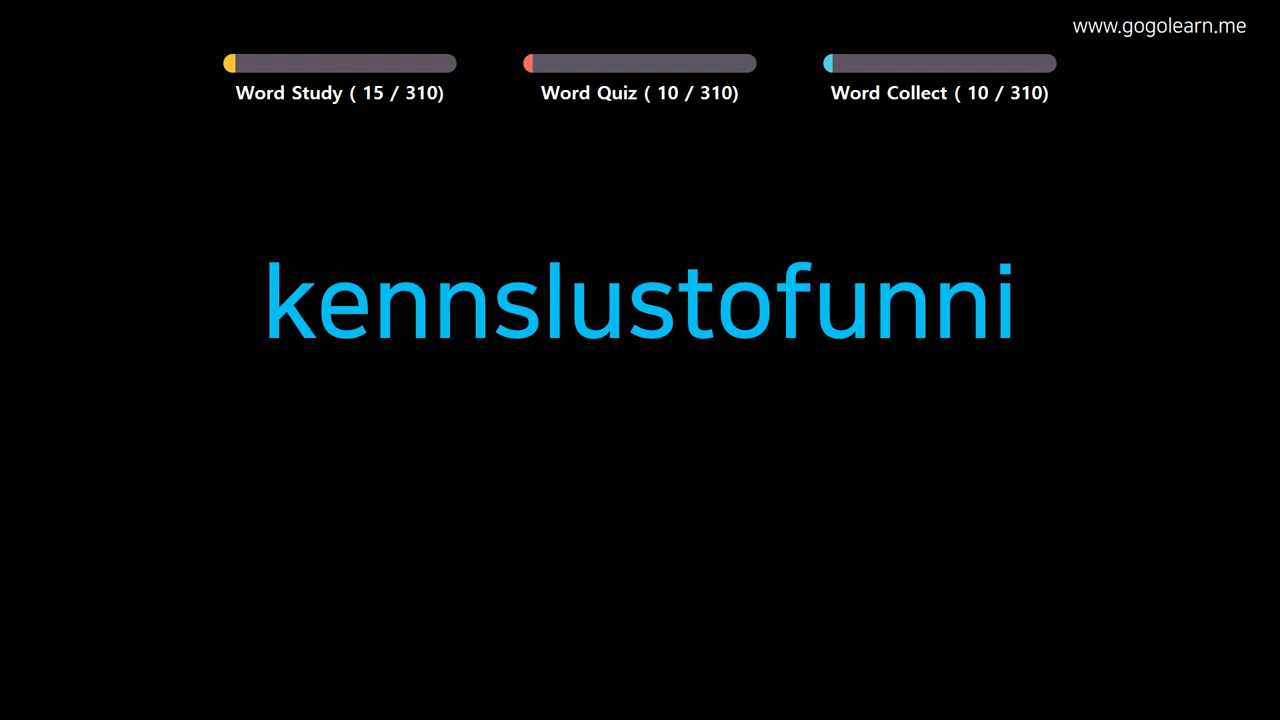 www.gogolearn.me
Word Study ( 15 / 310)
Word Quiz ( 10 / 310)
Word Collect ( 10 / 310)
kennslustofunni